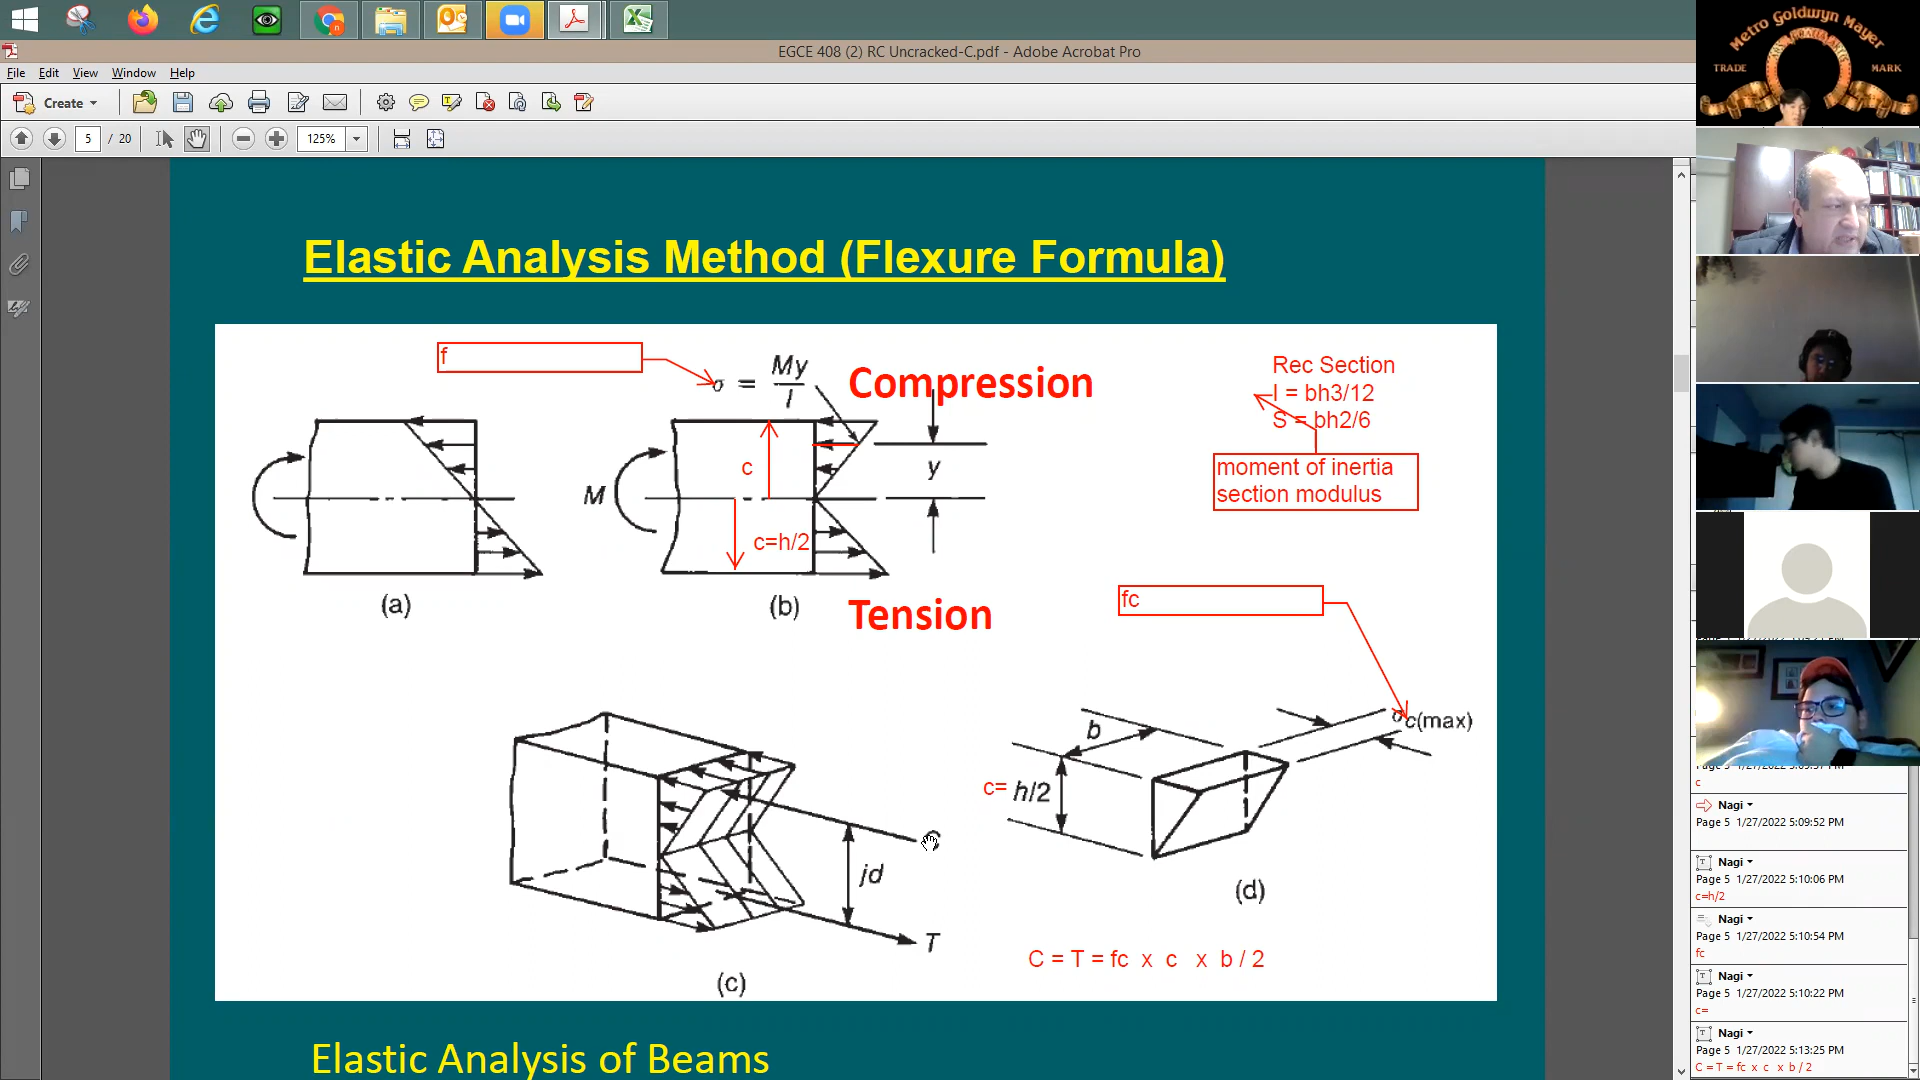 EGCE 408 (2) RC Uncracked-C.pdf - Adobe Acrobat Pro
File Edit View Window Help
Create
5 / 20
125%
Elastic Analysis Method (Flexure Formula)
f
σ = My/I
Compression
Rec Section
I = bh3/12
S = bh2/6
moment of inertia
section modulus
M
c
y
c=h/2
(a)
(b)
Tension
fc
σc(max)
b
c= h/2
jd
T
(c)
(d)
C = T = fc x c x b / 2
Elastic Analysis of Beams
Metro Goldwyn Mayer
TRADE
MARK
c
Nagi
Page 5 1/27/2022 5:09:52 PM
Nagi
Page 5 1/27/2022 5:10:06 PM
c=h/2
Nagi
Page 5 1/27/2022 5:10:54 PM
fc
Nagi
Page 5 1/27/2022 5:10:22 PM
c=
Nagi
Page 5 1/27/2022 5:13:25 PM
C = T = fc x c x b / 2